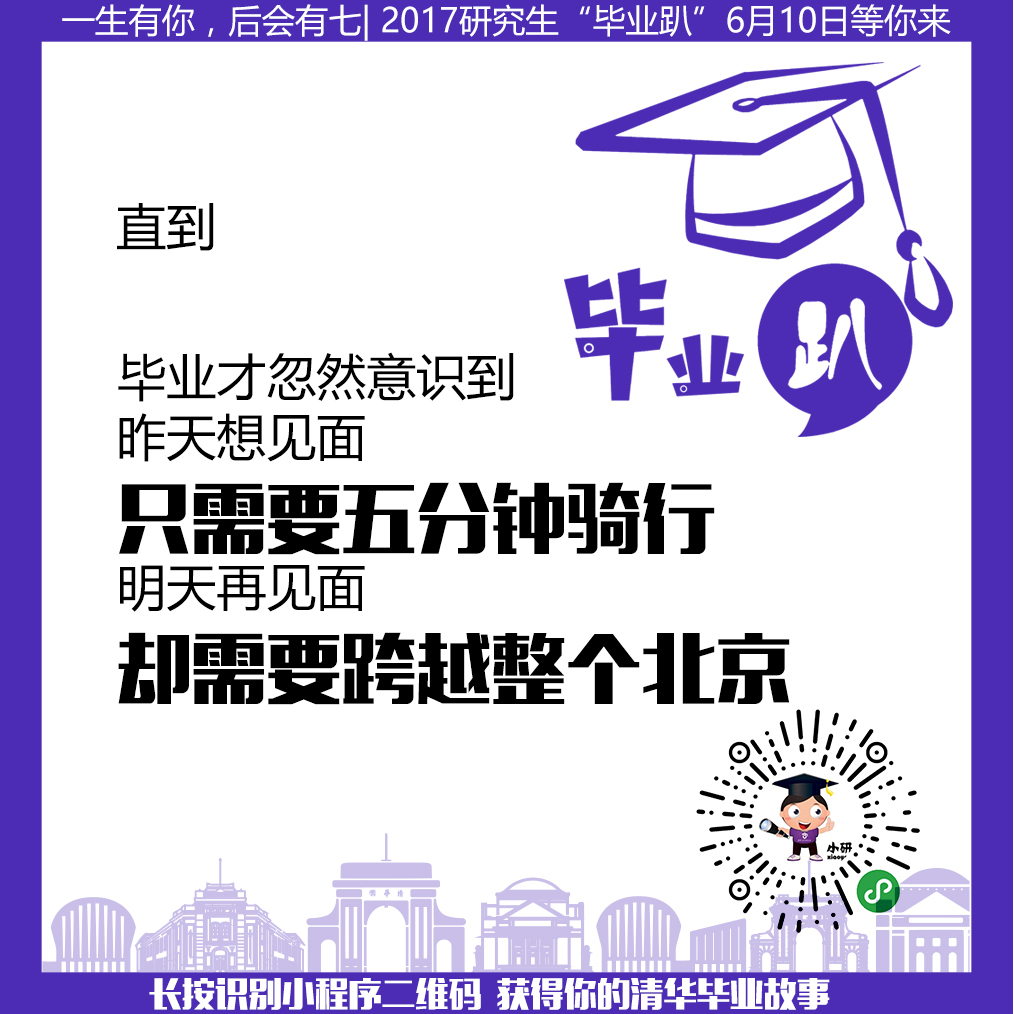 一生有你，后会有七| 2017研究生“毕业趴”6月10日等你来
毕业趴
直到
毕业才忽然意识到
昨天想见面
只需要五分钟骑行
明天再见面
却需要跨越整个北京
小研
长按识别小程序二维码 获得你的清华毕业故事